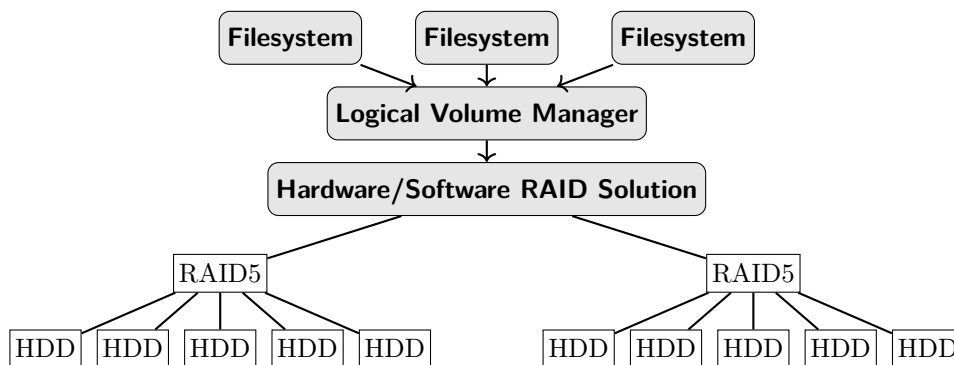 Filesystem Filesystem Filesystem
Logical Volume Manager
Hardware/Software RAID Solution
RAID5 RAID5
HDD HDD HDD HDD HDD HDD HDD HDD HDD HDD